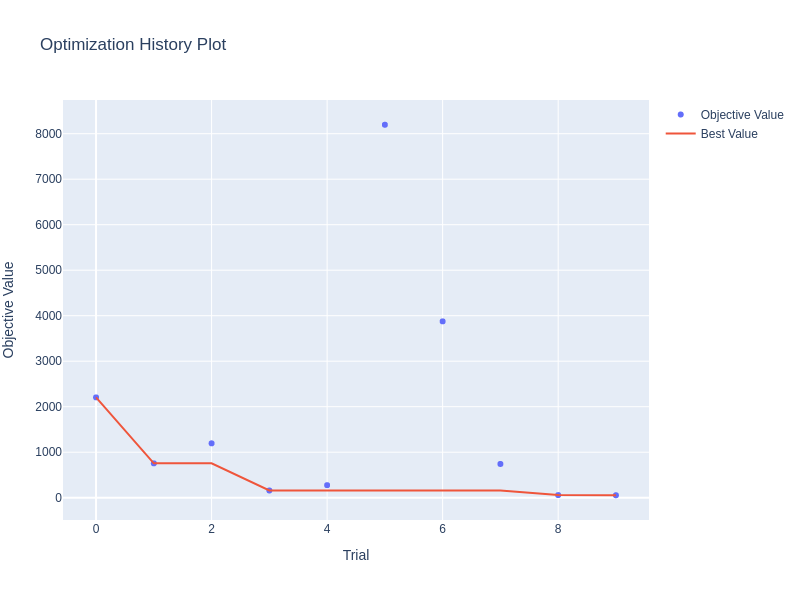 Optimization History Plot
Objective Value
Best Value
8000
7000
6000
5000
4000
3000
2000
1000
0
Objective Value
0
2
4
6
8
Trial